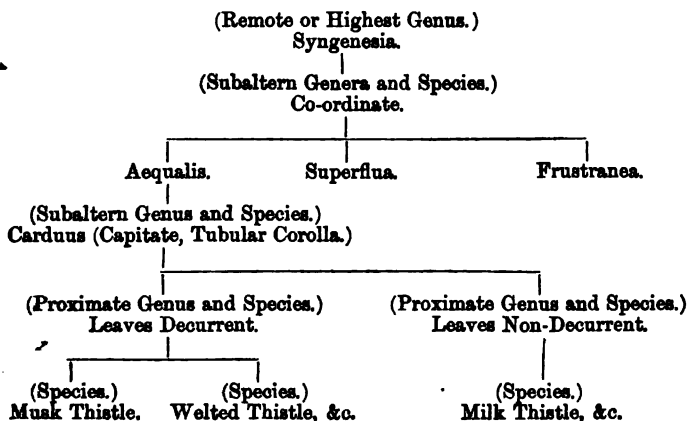 (Remote or Highest Genus.)
Syngenesia.
(Subaltern Genera and Species.)
Co-ordinate.
Aequalis. Superflua. Frustranea.
(Subaltern Genus and Species.)
Carduus (Capitate, Tubular Corolla.)
(Proximate Genus and Species.) (Proximate Genus and Species.)
Leaves Decurrent. Leaves Non-Decurrent.
(Species.) (Species.) (Species.)
Musk Thistle. Welted Thistle, &c. Milk Thistle, &c.